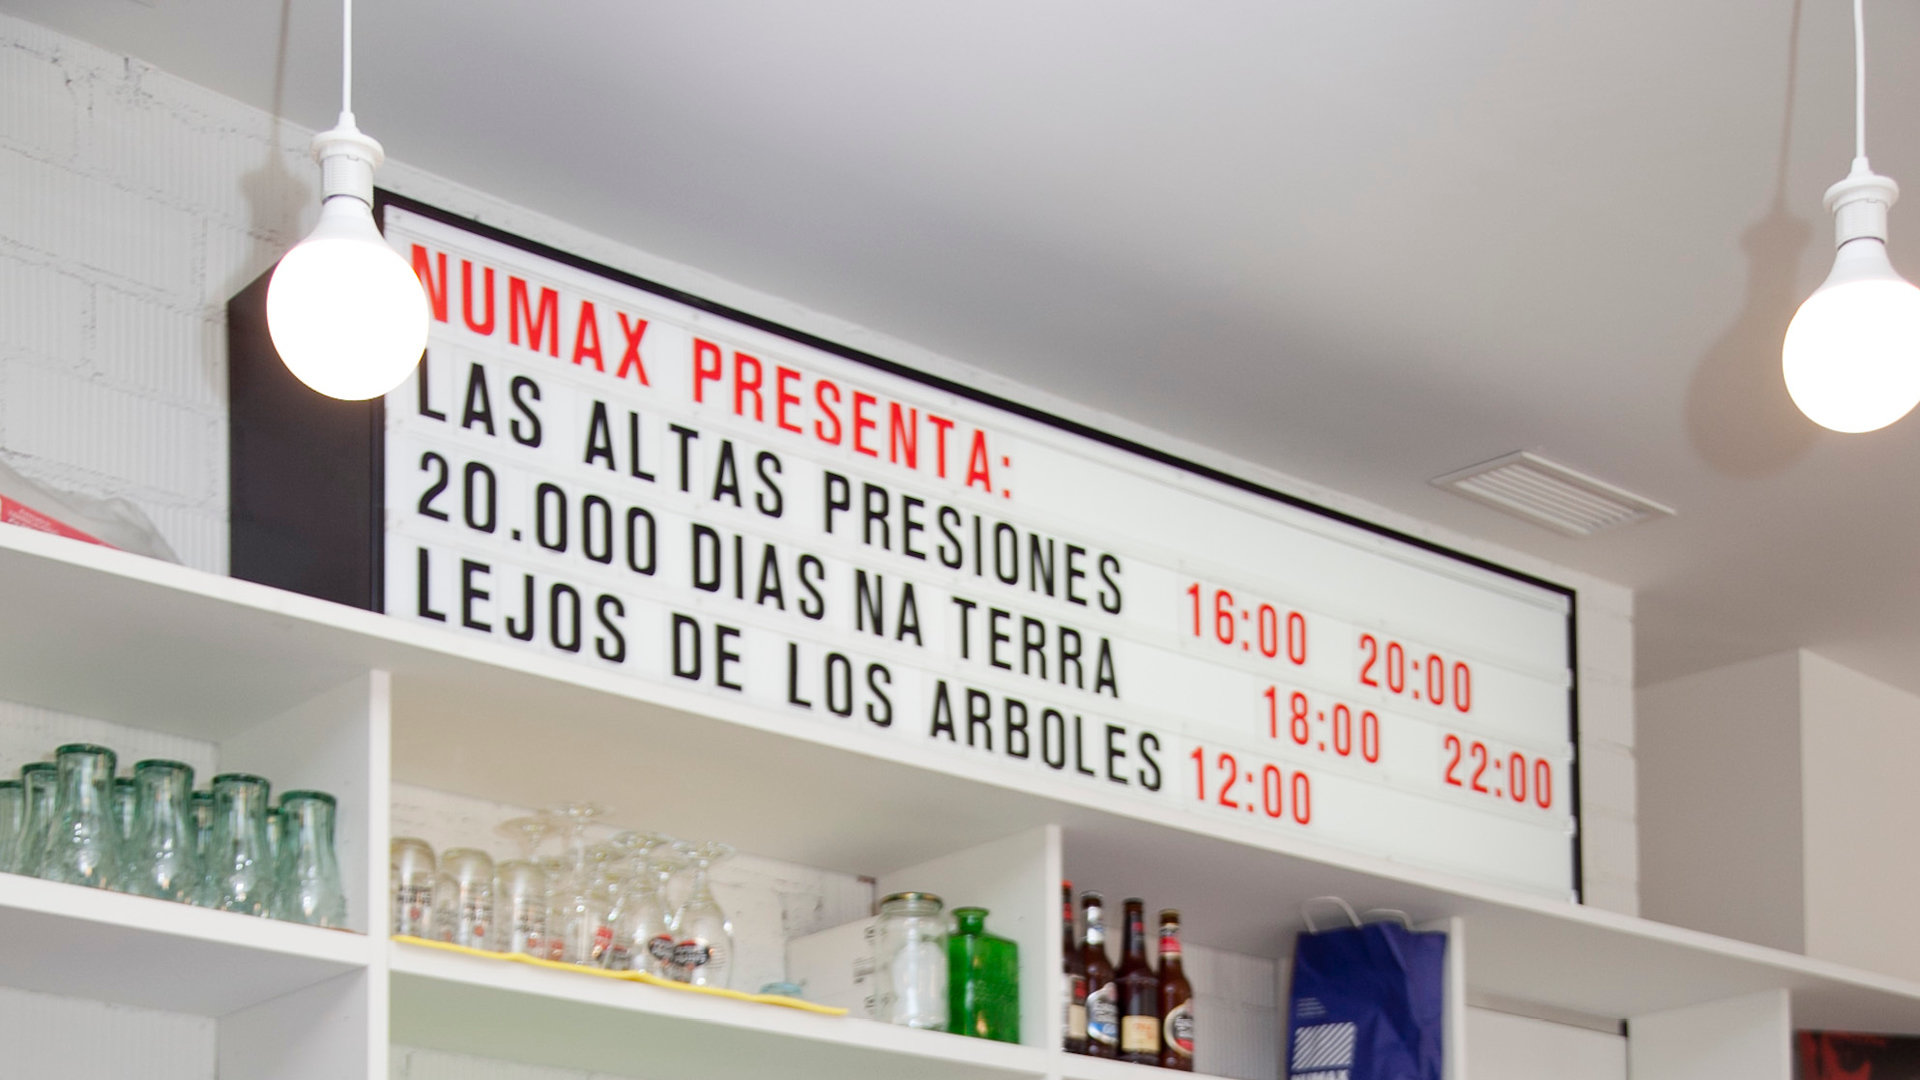 NUMAX PRESENTA:
LAS ALTAS PRESIONES 16:00 20:00
20.000 DIAS NA TERRA 18:00 22:00
LEJOS DE LOS ARBOLES 12:00
NUMAX